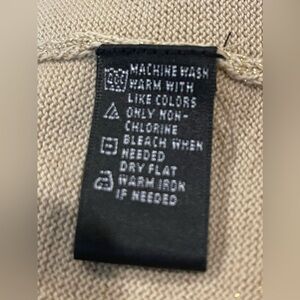 MACHINE WASH
WARM WITH
LIKE COLORS
ONLY NON-
CHLORINE
BLEACH WHEN
NEEDED
DRY FLAT
WARM IRON
IF NEEDED